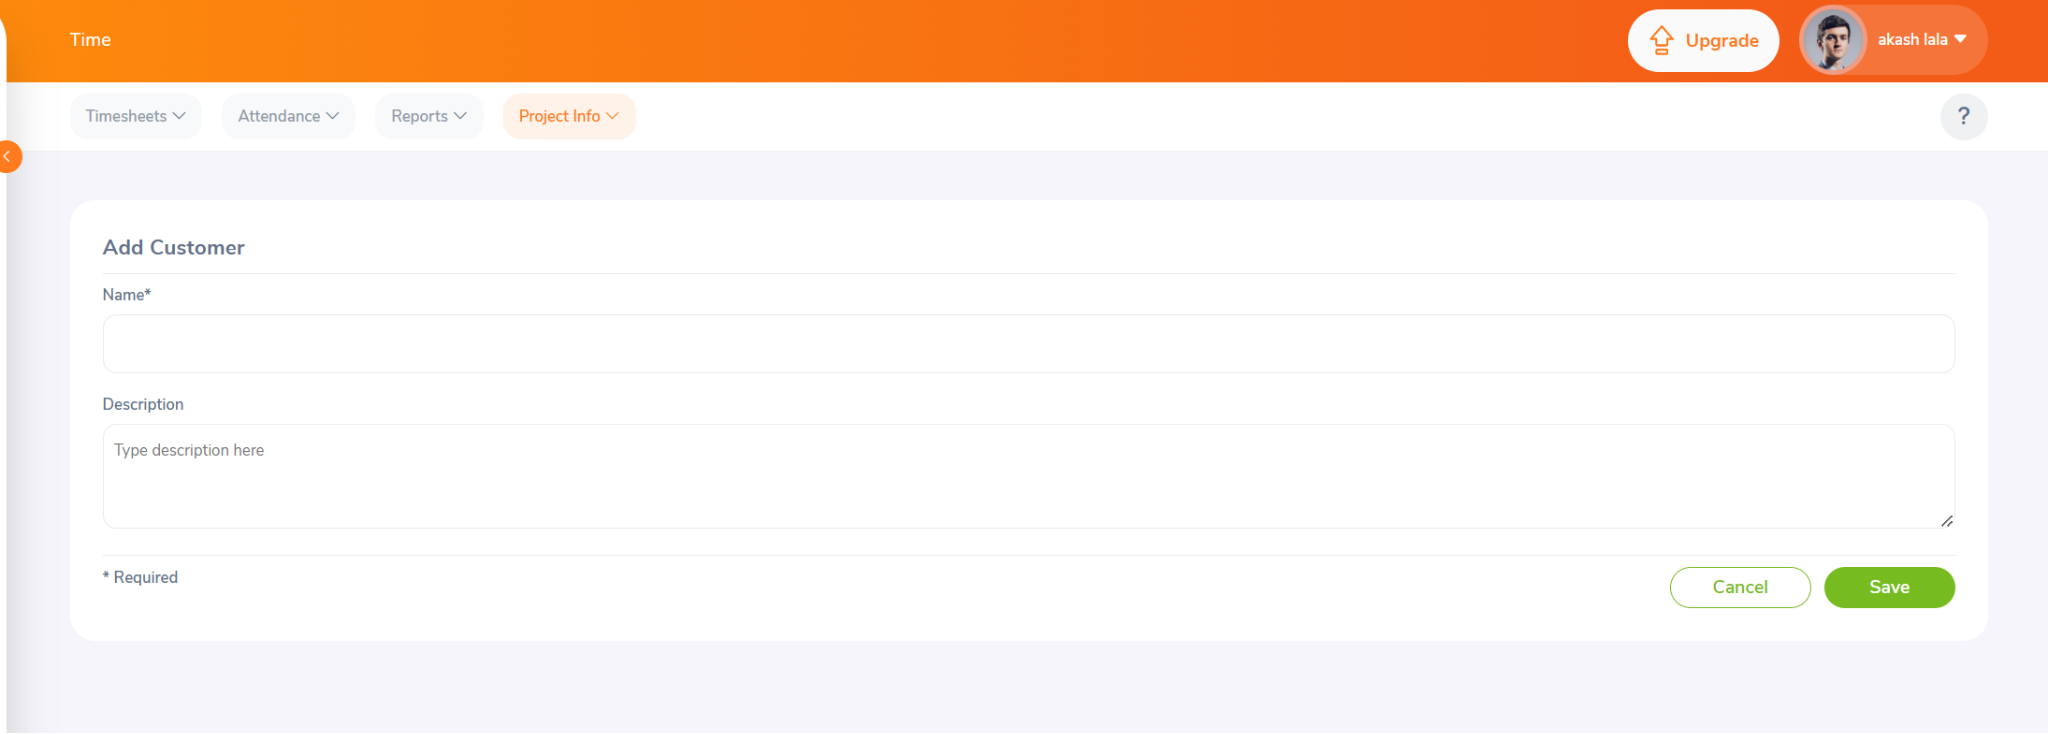 Time
Upgrade
akash lala
Timesheets
Attendance
Reports
Project Info
?
Add Customer
Name*
Description
Type description here
* Required
Cancel
Save